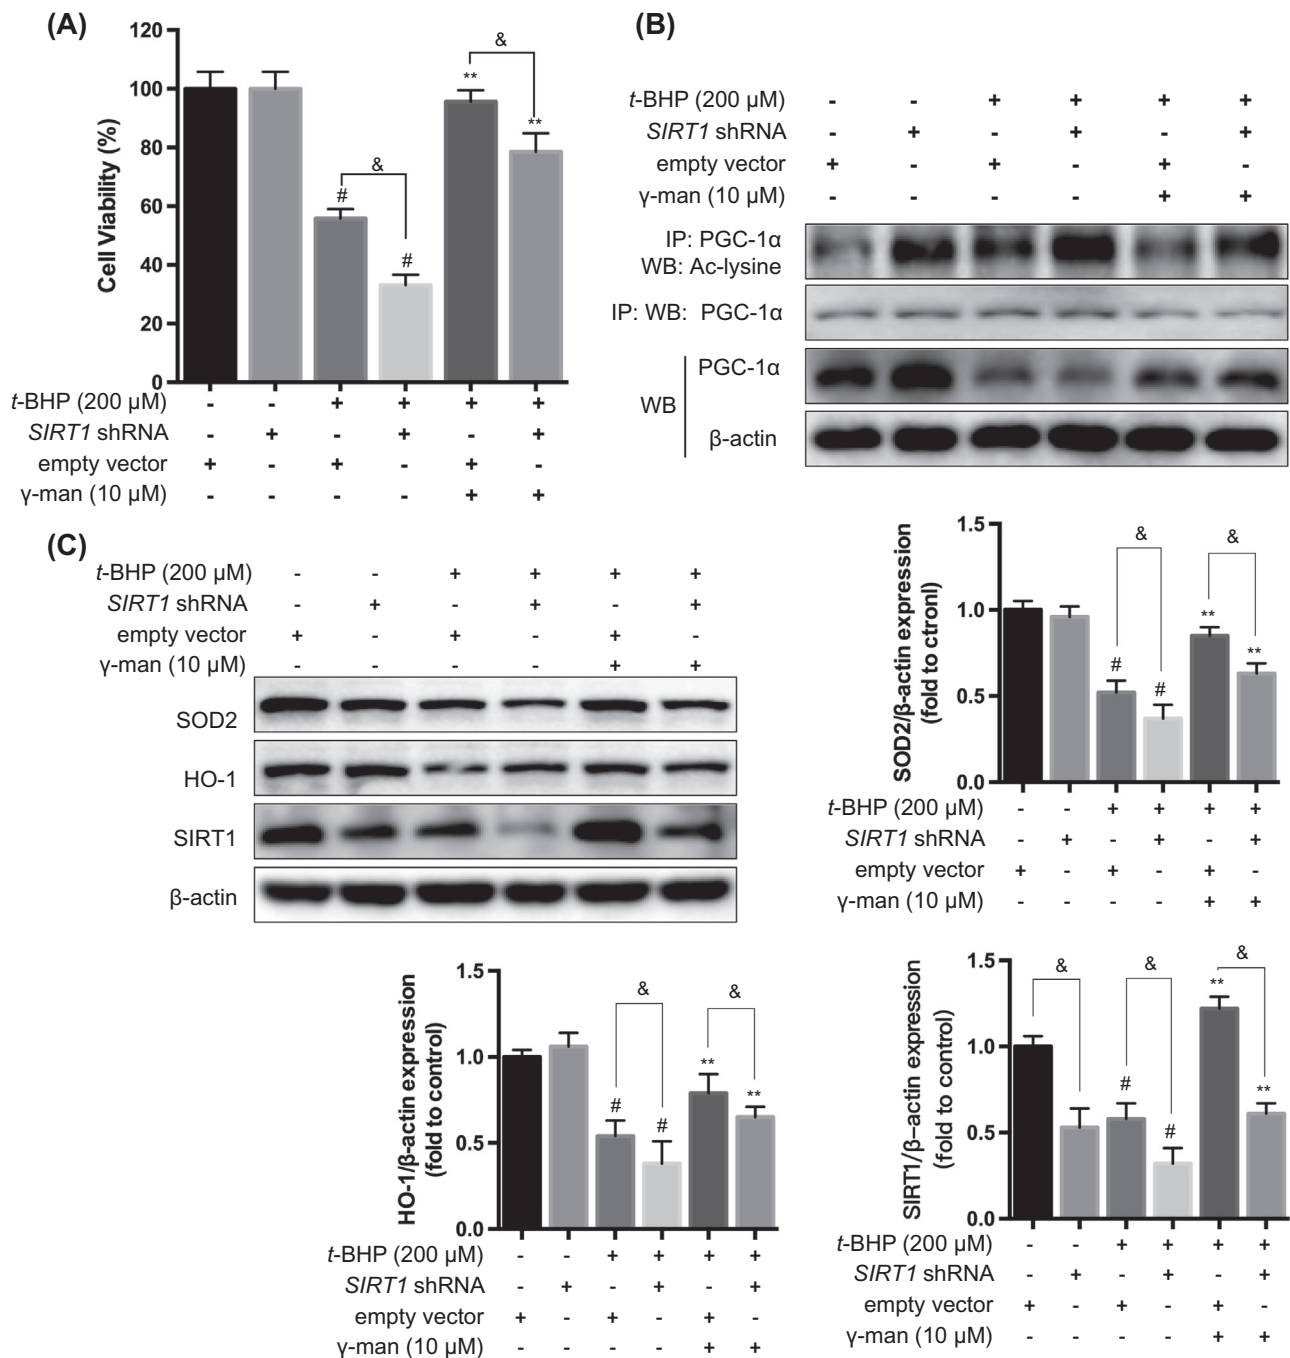 (A)
Cell Viability (%)
120
100
80
60
40
20
0
# & # ** & **
t-BHP (200 μM) - - + + + +
SIRT1 shRNA - + - + - +
empty vector + - + - + -
γ-man (10 μM) - - - - + +
(B)
t-BHP (200 μM) - - + + + +
SIRT1 shRNA - + - + - +
empty vector + - + - + -
γ-man (10 μM) - - - - + +
IP: PGC-1α
WB: Ac-lysine
IP: WB: PGC-1α
WB
PGC-1α
β-actin
(C)
t-BHP (200 μM) - - + + + +
SIRT1 shRNA - + - + - +
empty vector + - + - + -
γ-man (10 μM) - - - - + +
SOD2
HO-1
SIRT1
β-actin
SOD2/β-actin expression
(fold to ctronl)
1.5
1.0
0.5
0.0
# & # ** & **
t-BHP (200 μM) - - + + + +
SIRT1 shRNA - + - + - +
empty vector + - + - + -
γ-man (10 μM) - - - - + +
HO-1/β-actin expression
(fold to control)
1.5
1.0
0.5
0.0
# & # ** & **
t-BHP (200 μM) - - + + + +
SIRT1 shRNA - + - + - +
empty vector + - + - + -
γ-man (10 μM) - - - - + +
SIRT1/β-actin expression
(fold to control)
1.5
1.0
0.5
0.0
& # & # ** & **
t-BHP (200 μM) - - + + + +
SIRT1 shRNA - + - + - +
empty vector + - + - + -
γ-man (10 μM) - - - - + +